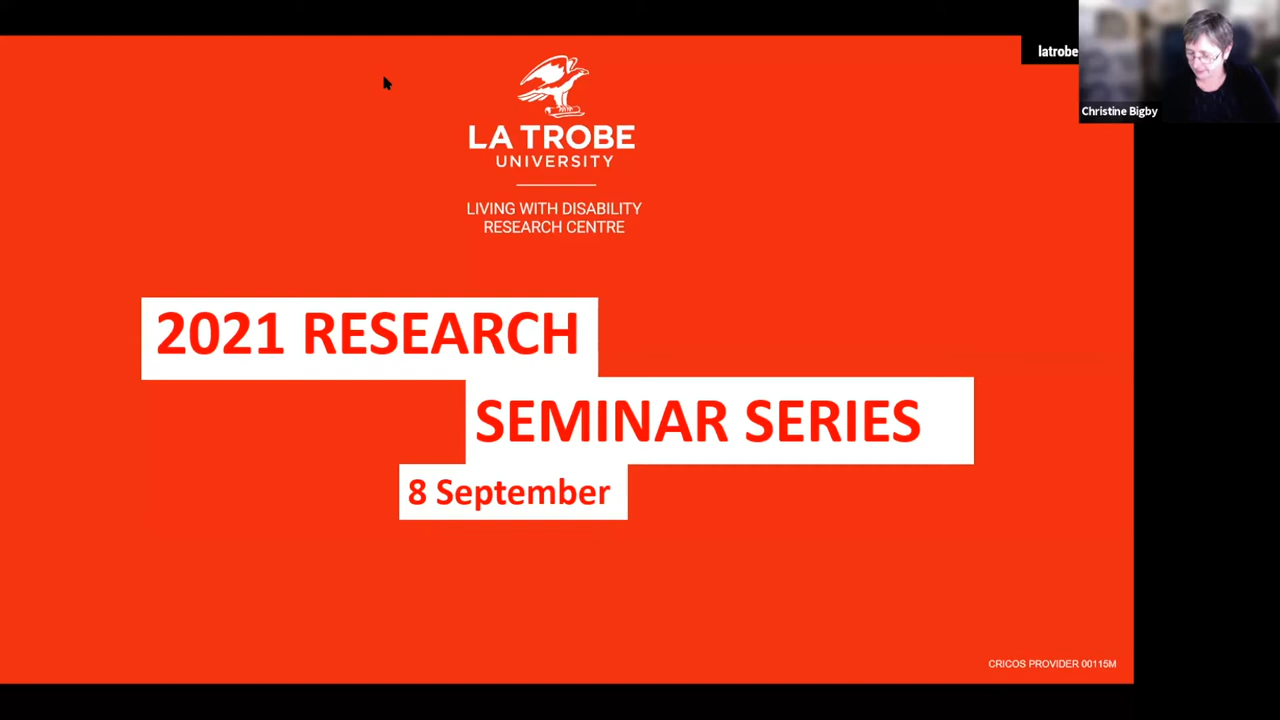 latrobe
Christine Bigby
LA TROBE
UNIVERSITY
LIVING WITH DISABILITY
RESEARCH CENTRE
2021 RESEARCH
SEMINAR SERIES
8 September
CRICOS PROVIDER 00115M